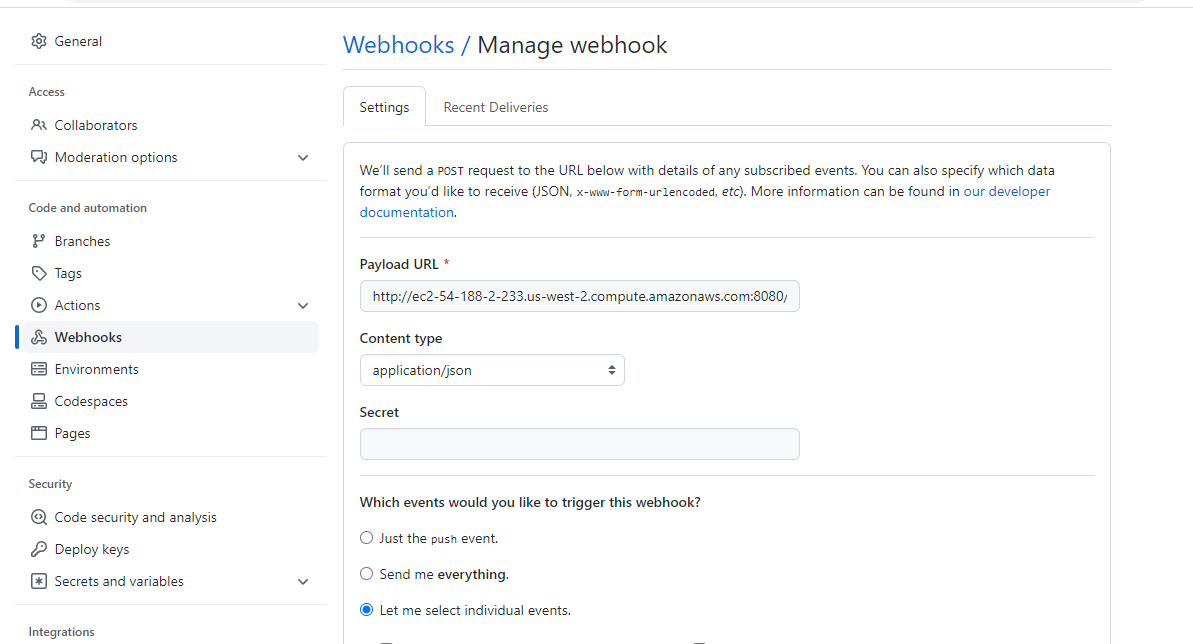 General
Access
Collaborators
Moderation options
Code and automation
Branches
Tags
Actions
Webhooks
Environments
Codespaces
Pages
Security
Code security and analysis
Deploy keys
Secrets and variables
Integrations
Webhooks / Manage webhook
Settings Recent Deliveries
We'll send a POST request to the URL below with details of any subscribed events. You can also specify which data
format you'd like to receive (JSON, x-www-form-urlencoded, etc). More information can be found in our developer
documentation.
Payload URL *
http://ec2-54-188-2-233.us-west-2.compute.amazonaws.com:8080/
Content type
application/json
Secret
Which events would you like to trigger this webhook?
Just the push event.
Send me everything.
Let me select individual events.